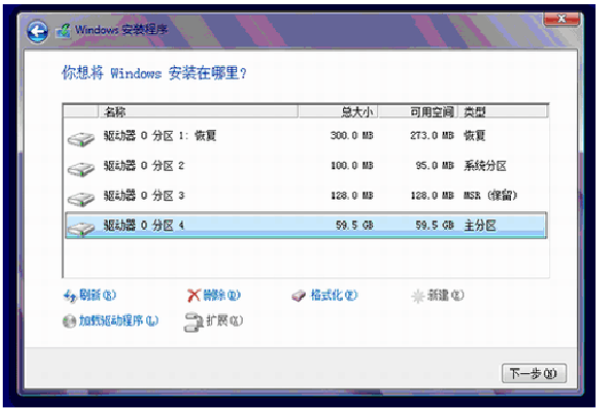 Windows 安装程序
你想将 Windows 安装在哪里?
名称 总大小 可用空间 类型
驱动器 0 分区 1: 恢复 300.0 MB 273.0 MB 恢复
驱动器 0 分区 2 100.0 MB 95.0 MB 系统分区
驱动器 0 分区 3 128.0 MB 128.0 MB MSR (保留)
驱动器 0 分区 4 59.5 GB 59.5 GB 主分区
刷新(R) 删除(D) 格式化(F) 新建(E)
加载驱动程序(L) 扩展(X)
下一步(N)